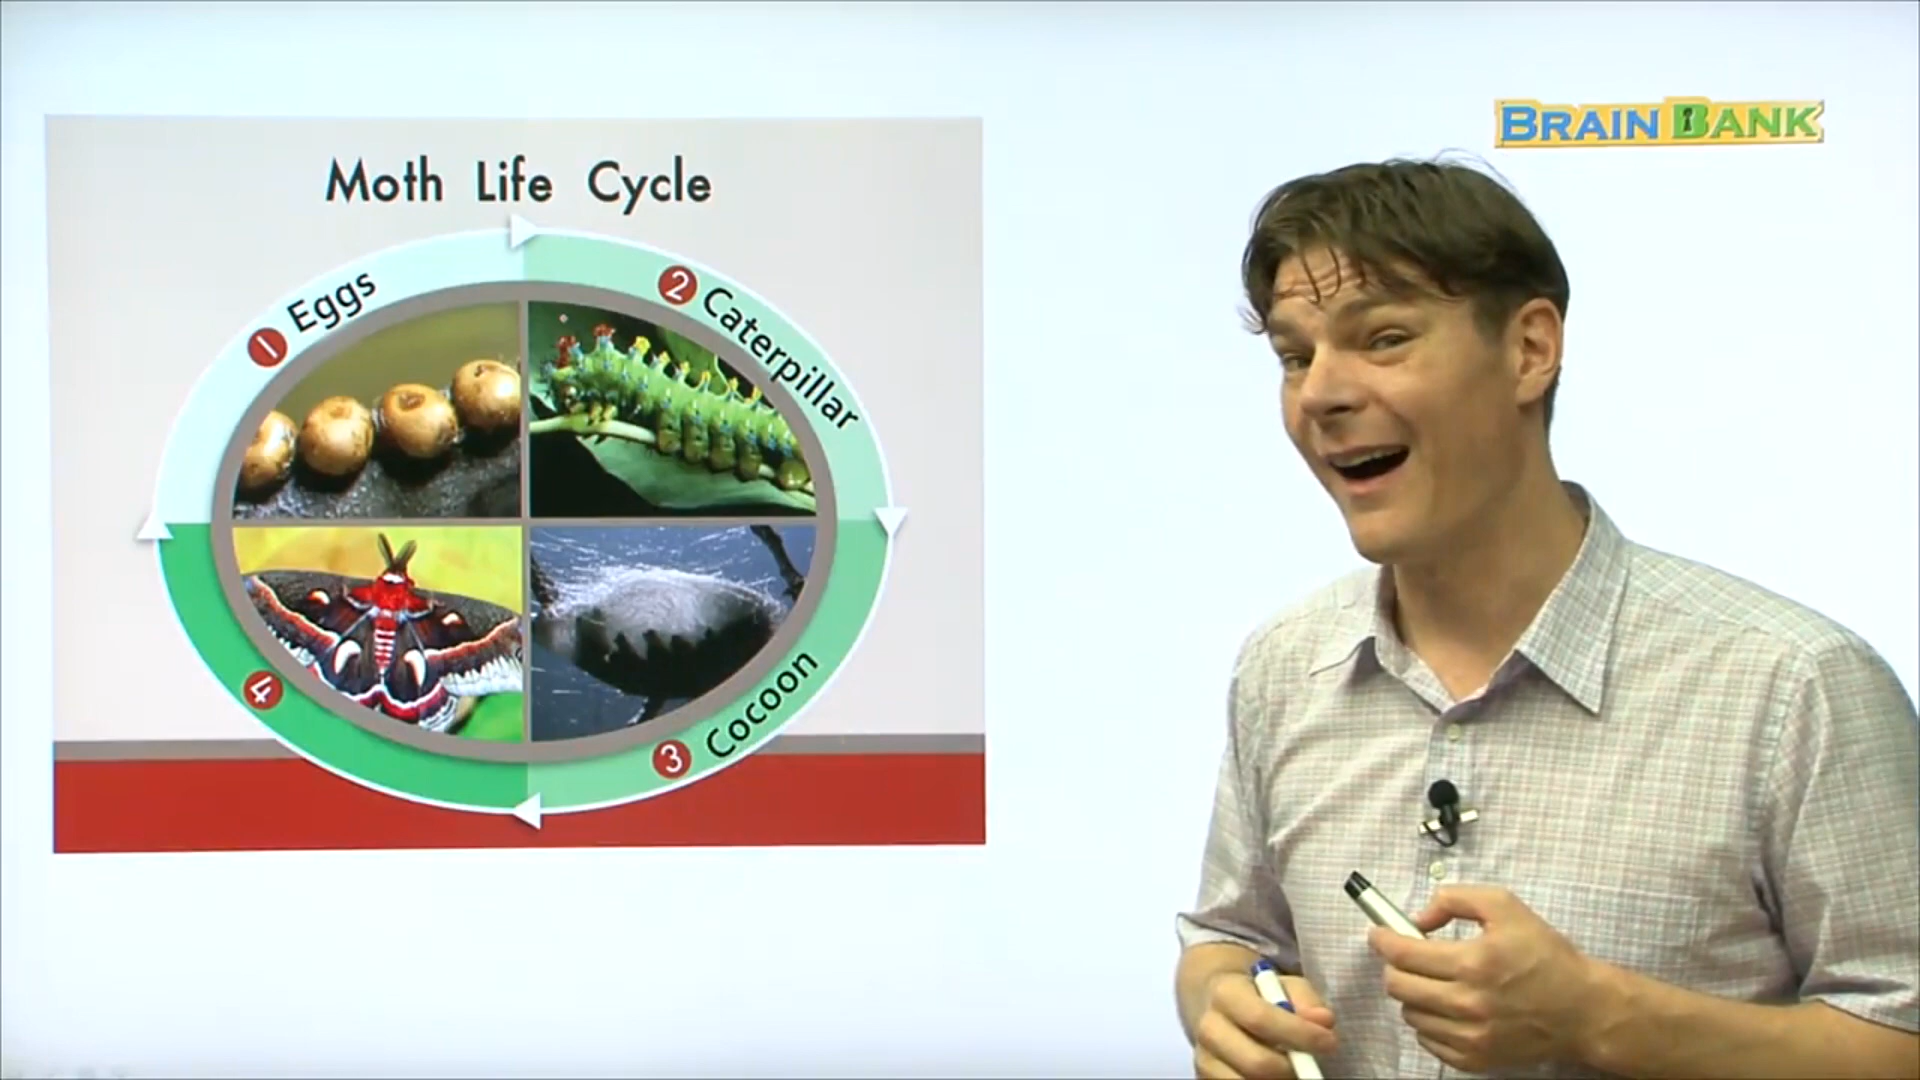 BRAIN BANK
Moth Life Cycle
1 Eggs
2 Caterpillar
3 Cocoon
4